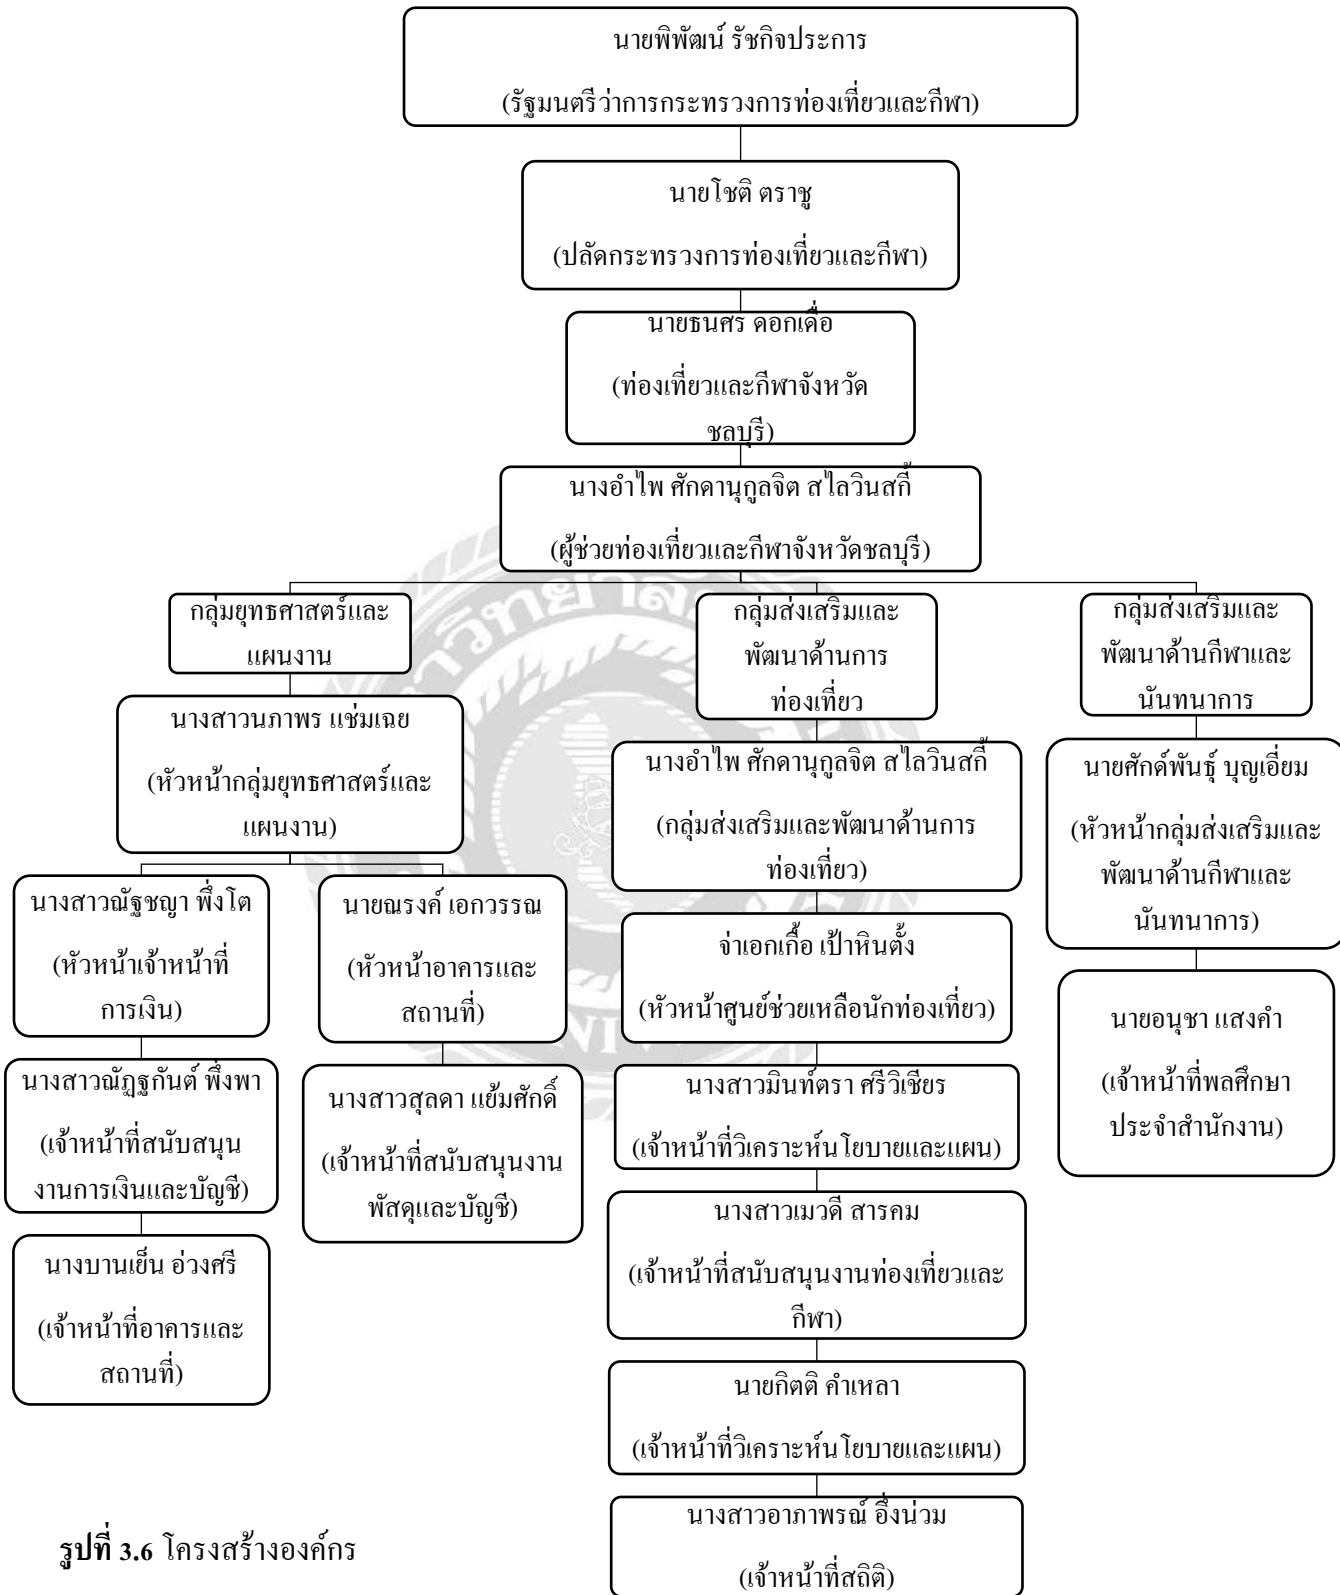 นายพิพัฒน์ รัชกิจประการ
(รัฐมนตรีว่าการกระทรวงการท่องเที่ยวและกีฬา)
นายโชติ ตราชู
(ปลัดกระทรวงการท่องเที่ยวและกีฬา)
นายธนศร ดอกเดื่อ
(ท่องเที่ยวและกีฬาจังหวัด
ชลบุรี)
นางอำไพ ศักดานุกูลจิต สไลวินสกี้
(ผู้ช่วยท่องเที่ยวและกีฬาจังหวัดชลบุรี)
กลุ่มยุทธศาสตร์และ
แผนงาน
นางสาวนภาพร แช่มเฉย
(หัวหน้ากลุ่มยุทธศาสตร์และ
แผนงาน)
นางสาวณัฐชญา พึ่งโต
(หัวหน้าเจ้าหน้าที่
การเงิน)
นางสาวณัฏฐกันต์ พึ่งพา
(เจ้าหน้าที่สนับสนุน
งานการเงินและบัญชี)
นางบานเย็น อ่วงศรี
(เจ้าหน้าที่อาคารและ
สถานที่)
นายณรงค์ เอกวรรณ
(หัวหน้าอาคารและ
สถานที่)
นางสาวสุลดา แย้มศักดิ์
(เจ้าหน้าที่สนับสนุนงาน
พัสดุและบัญชี)
กลุ่มส่งเสริมและ
พัฒนาด้านการ
ท่องเที่ยว
นางอำไพ ศักดานุกูลจิต สไลวินสกี้
(กลุ่มส่งเสริมและพัฒนาด้านการ
ท่องเที่ยว)
จ่าเอกเกื้อ เป้าหินตั้ง
(หัวหน้าศูนย์ช่วยเหลือนักท่องเที่ยว)
นางสาวมินท์ตรา ศรีวิเชียร
(เจ้าหน้าที่วิเคราะห์นโยบายและแผน)
นางสาวเมวดี สารคม
(เจ้าหน้าที่สนับสนุนงานท่องเที่ยวและ
กีฬา)
นายกิตติ คำเหลา
(เจ้าหน้าที่วิเคราะห์นโยบายและแผน)
นางสาวอาภาพรณ์ อึ่งน่วม
(เจ้าหน้าที่สถิติ)
กลุ่มส่งเสริมและ
พัฒนาด้านกีฬาและ
นันทนาการ
นายศักด์พันธุ์ บุญเอี่ยม
(หัวหน้ากลุ่มส่งเสริมและ
พัฒนาด้านกีฬาและ
นันทนาการ)
นายอนุชา แสงคำ
(เจ้าหน้าที่พลศึกษา
ประจำสำนักงาน)
รูปที่ 3.6 โครงสร้างองค์กร